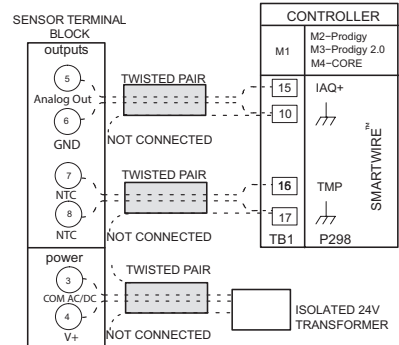 SENSOR TERMINAL
BLOCK
outputs
5
Analog Out
6
GND
7
NTC
8
NTC
power
3
COM AC/DC
4
V+
TWISTED PAIR
NOT CONNECTED
TWISTED PAIR
NOT CONNECTED
TWISTED PAIR
NOT CONNECTED
CONTROLLER
M1
M2-Prodigy
M3-Prodigy 2.0
M4-CORE
15
IAQ+
10
16
TMP
17
TB1
P298
SMARTWIRE™
ISOLATED 24V
TRANSFORMER